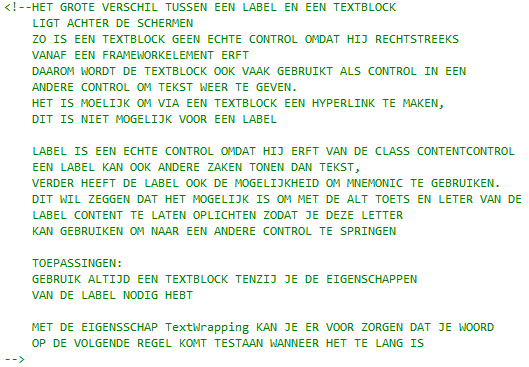 <!--HET GROTE VERSCHIL TUSSEN EEN LABEL EN EEN TEXTBLOCK
LIGT ACHTER DE SCHERMEN
ZO IS EEN TEXTBLOCK GEEN ECHTE CONTROL OMDAT HIJ RECHTSTREEKS
VANAF EEN FRAMEWORKELEMENT ERFT
DAAROM WORDT DE TEXTBLOCK OOK VAAK GEBRUIKT ALS CONTROL IN EEN
ANDERE CONTROL OM TEKST WEER TE GEVEN.
HET IS MOELIJK OM VIA EEN TEXTBLOCK EEN HYPERLINK TE MAKEN,
DIT IS NIET MOGELIJK VOOR EEN LABEL
LABEL IS EEN ECHTE CONTROL OMDAT HIJ ERFT VAN DE CLASS CONTENTCONTROL
EEN LABEL KAN OOK ANDERE ZAKEN TONEN DAN TEKST,
VERDER HEEFT DE LABEL OOK DE MOGELIJKHEID OM MNEMONIC TE GEBRUIKEN.
DIT WIL ZEGGEN DAT HET MOGELIJK IS OM MET DE ALT TOETS EN LETER VAN DE
LABEL CONTENT TE LATEN OPLICHTEN ZODAT JE DEZE LETTER
KAN GEBRUIKEN OM NAAR EEN ANDERE CONTROL TE SPRINGEN
TOEPASSINGEN:
GEBRUIK ALTIJD EEN TEXTBLOCK TENZIJ JE DE EIGENSCHAPPEN
VAN DE LABEL NODIG HEBT
MET DE EIGENSSCHAP TextWrapping KAN JE ER VOOR ZORGEN DAT JE WOORD
OP DE VOLGENDE REGEL KOMT TESTAAN WANNEER HET TE LANG IS
-->